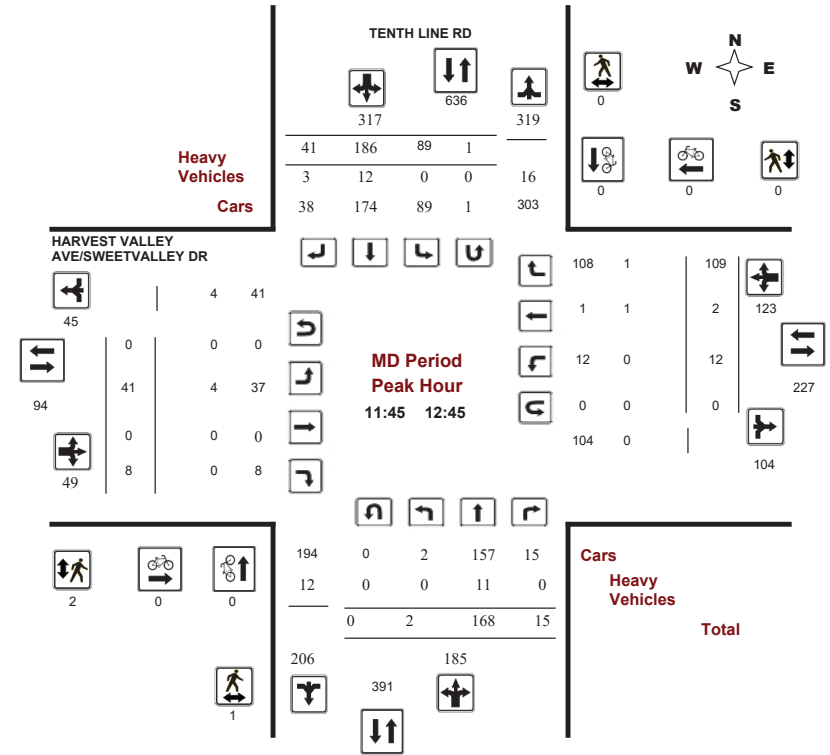 TENTH LINE RD
N
W E
S
636
0
317 319
41 186 89 1
Heavy
Vehicles
3 12 0 0 16
Cars
38 174 89 1 303
0 0 0
HARVEST VALLEY
AVE/SWEETVALLEY DR
4 41
45
0 0 0
41 4 37
94
0 0 0
49
8 0 8
108 1 109
1 1 2 123
12 0 12
227
0 0 0
104 0
104
MD Period
Peak Hour
11:45 12:45
194 0 2 157 15 Cars
12 0 0 11 0 Heavy
Vehicles
0 2 168 15 Total
2 0 0
206 185
391
1